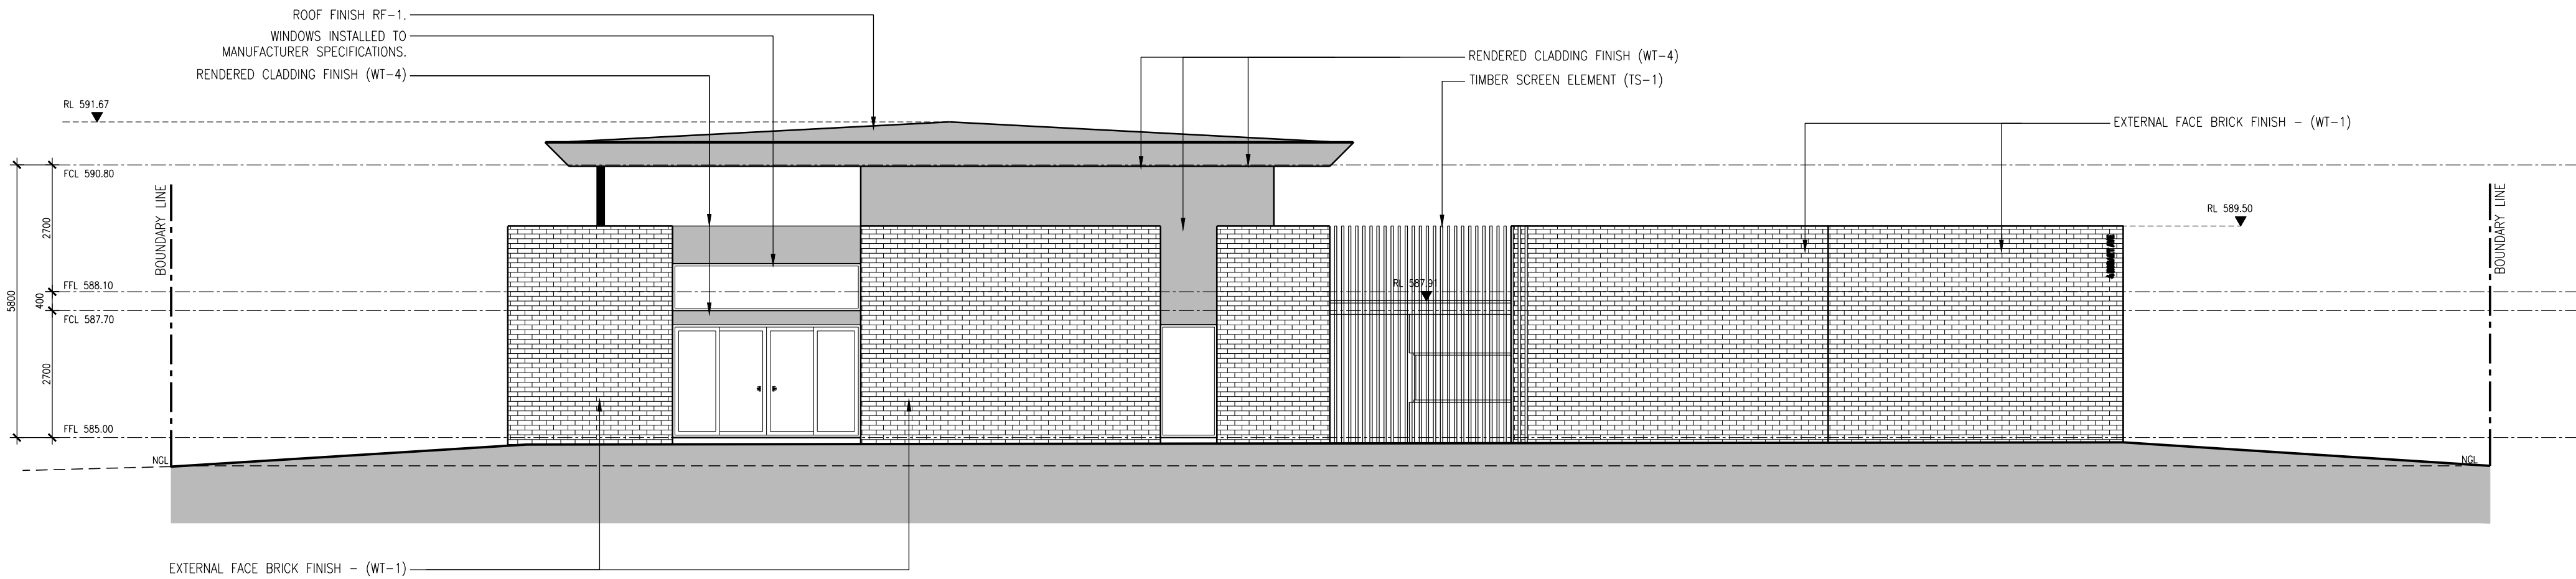 ROOF FINISH RF-1.
WINDOWS INSTALLED TO
MANUFACTURER SPECIFICATIONS.
RENDERED CLADDING FINISH (WT-4)
RENDERED CLADDING FINISH (WT-4)
TIMBER SCREEN ELEMENT (TS-1)
EXTERNAL FACE BRICK FINISH - (WT-1)
RL 591.67
FCL 590.80
BOUNDARY LINE
BOUNDARY LINE
RL 589.50
2700
FFL 588.10
RL 587.91
5800
400
FCL 587.70
2700
FFL 585.00
NGL
NGL
EXTERNAL FACE BRICK FINISH - (WT-1)